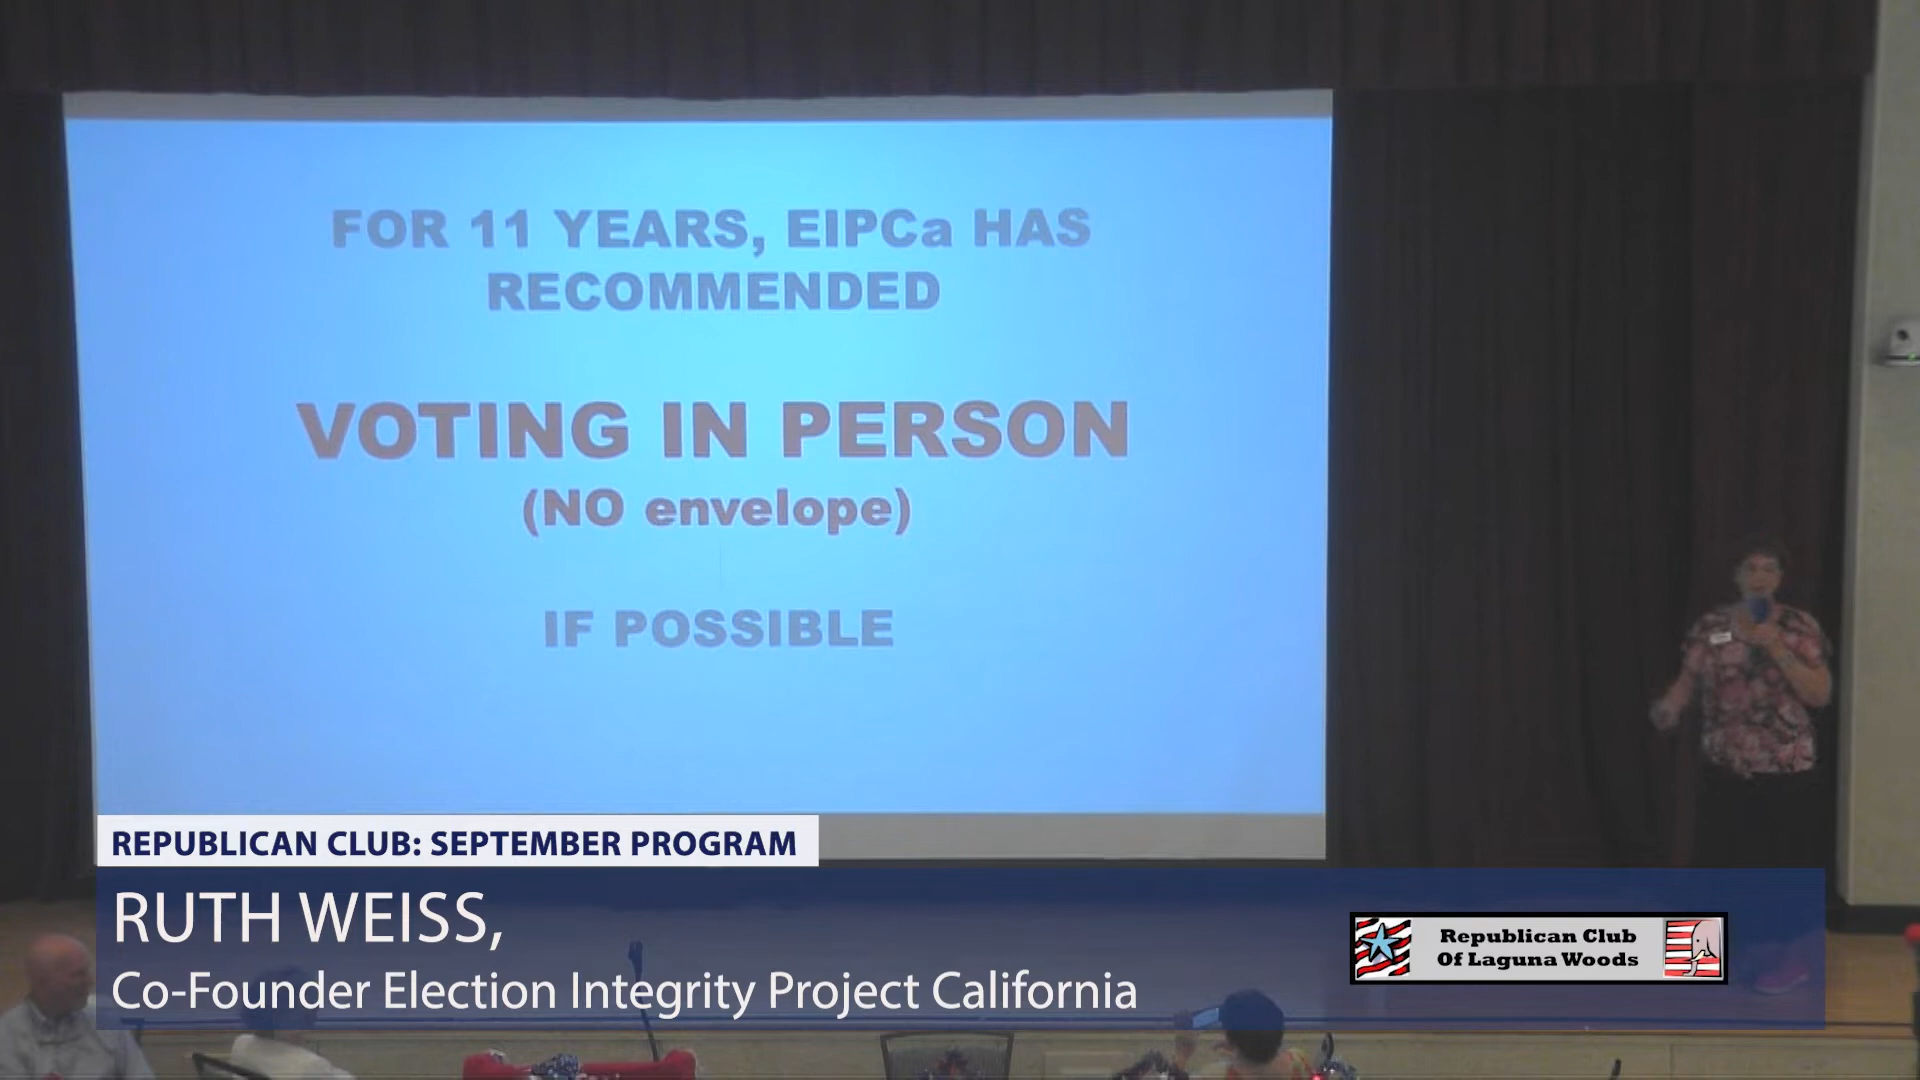 FOR 11 YEARS, EIPCa HAS
RECOMMENDED
VOTING IN PERSON
(NO envelope)
IF POSSIBLE
REPUBLICAN CLUB: SEPTEMBER PROGRAM
RUTH WEISS,
Co-Founder Election Integrity Project California
Republican Club
Of Laguna Woods